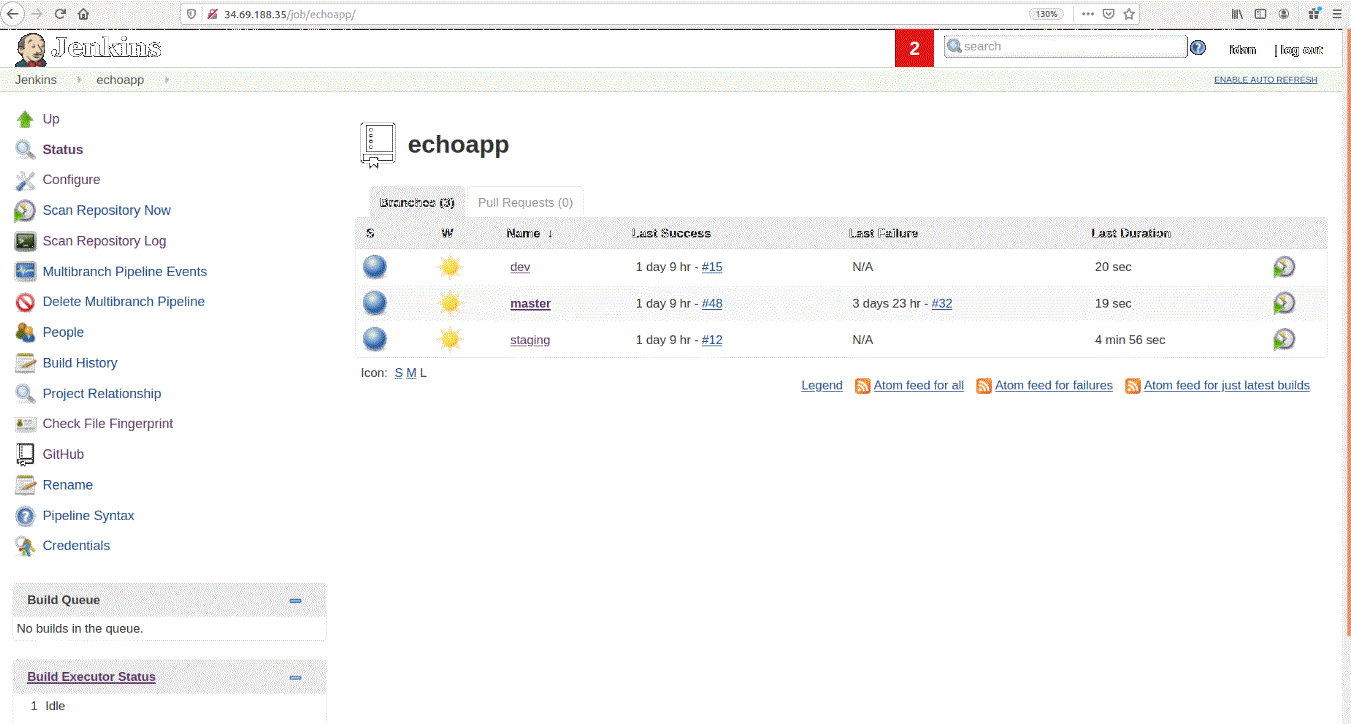 34.69.188.35/job/echoapp/ 130%
Jenkins 2 search idan | log out
Jenkins echoapp ENABLE AUTO REFRESH
Up
Status
Configure
Scan Repository Now
Scan Repository Log
Multibranch Pipeline Events
Delete Multibranch Pipeline
People
Build History
Project Relationship
Check File Fingerprint
GitHub
Rename
Pipeline Syntax
Credentials
Build Queue
No builds in the queue.
Build Executor Status
1 Idle
echoapp
Branches (3) Pull Requests (0)
S W Name ↓ Last Success Last Failure Last Duration
dev 1 day 9 hr - #15 N/A 20 sec
master 1 day 9 hr - #48 3 days 23 hr - #32 19 sec
staging 1 day 9 hr - #12 N/A 4 min 56 sec
Icon: S M L
Legend Atom feed for all Atom feed for failures Atom feed for just latest builds